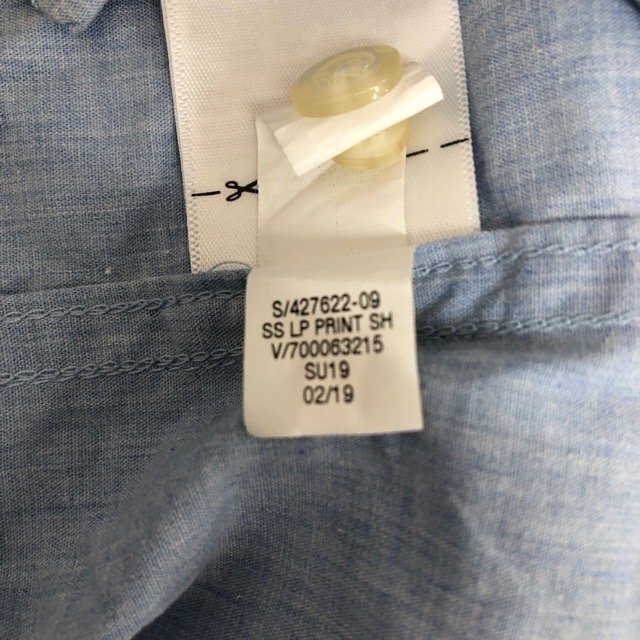 S/427622-09
SS LP PRINT SH
V/700063215
SU19
02/19